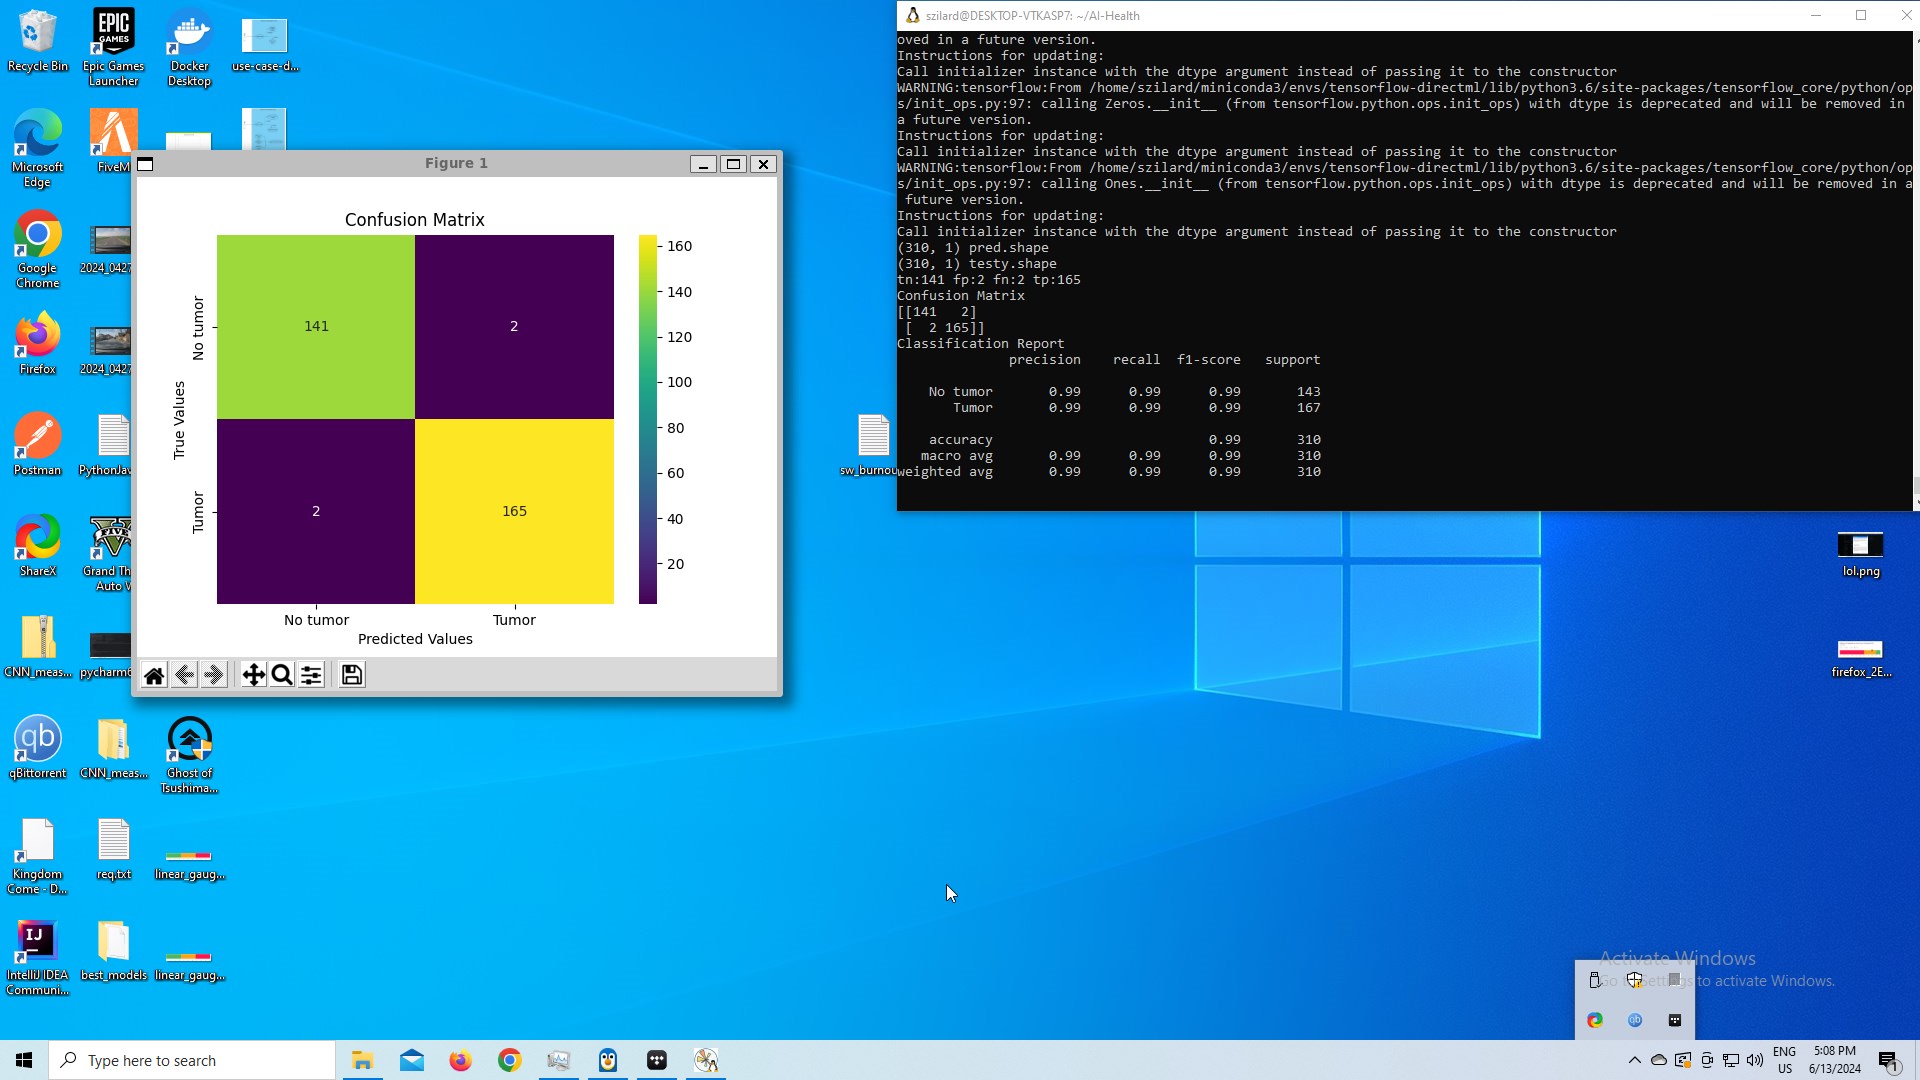 szilard@DESKTOP-VTKASP7: ~/AI-Health
oved in a future version.
Instructions for updating:
Call initializer instance with the dtype argument instead of passing it to the constructor
WARNING:tensorflow:From /home/szilard/miniconda3/envs/tensorflow-directml/lib/python3.6/site-packages/tensorflow_core/python/op
s/init_ops.py:97: calling Zeros.__init__ (from tensorflow.python.ops.init_ops) with dtype is deprecated and will be removed in
a future version.
Instructions for updating:
Call initializer instance with the dtype argument instead of passing it to the constructor
WARNING:tensorflow:From /home/szilard/miniconda3/envs/tensorflow-directml/lib/python3.6/site-packages/tensorflow_core/python/op
s/init_ops.py:97: calling Ones.__init__ (from tensorflow.python.ops.init_ops) with dtype is deprecated and will be removed in a
future version.
Instructions for updating:
Call initializer instance with the dtype argument instead of passing it to the constructor
(310, 1) pred.shape
(310, 1) testy.shape
tn:141 fp:2 fn:2 tp:165
Confusion Matrix
[[141   2]
[  2 165]]
Classification Report
precision recall f1-score support
No tumor 0.99 0.99 0.99 143
Tumor 0.99 0.99 0.99 167
accuracy 0.99 310
macro avg 0.99 0.99 0.99 310
weighted avg 0.99 0.99 0.99 310
Figure 1
Confusion Matrix
True Values
No tumor
Tumor
141
2
2
165
No tumor
Tumor
Predicted Values
160
140
120
100
80
60
40
20
Recycle Bin
EPIC
GAMES
Epic Games
Launcher
Docker
Desktop
use-case-d...
Microsoft
Edge
FiveM
Google
Chrome
2024_0427
Firefox
2024_0427
Postman
PythonJav
sw_burnou
ShareX
FIVE
Grand Th
Auto V
CNN_meas...
pycharm6
qb
qBittorrent
CNN_meas...
Ghost of
Tsushima...
Kingdom
Come - D...
req.txt
linear_gaug...
IJ
IntelliJ IDEA
Communi...
best_models
linear_gaug...
lol.png
firefox_2E...
Activate Windows
Go to Settings to activate Windows.
qb
Type here to search
ENG
US
5:08 PM
6/13/2024
1